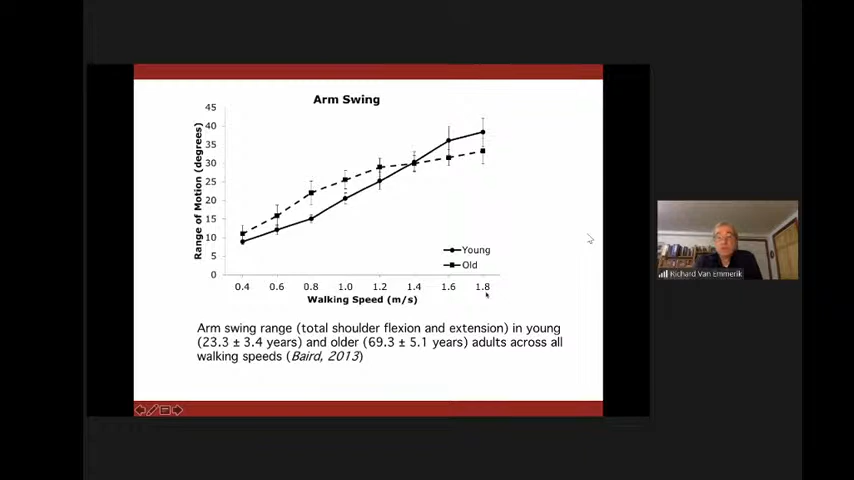 Arm Swing
45
40
35
30
25
20
15
10
5
0
Range of Motion (degrees)
Young
Old
0.4 0.6 0.8 1.0 1.2 1.4 1.6 1.8
Walking Speed (m/s)
Arm swing range (total shoulder flexion and extension) in young
(23.3 ± 3.4 years) and older (69.3 ± 5.1 years) adults across all
walking speeds (Baird, 2013)
Richard Van Emmerik